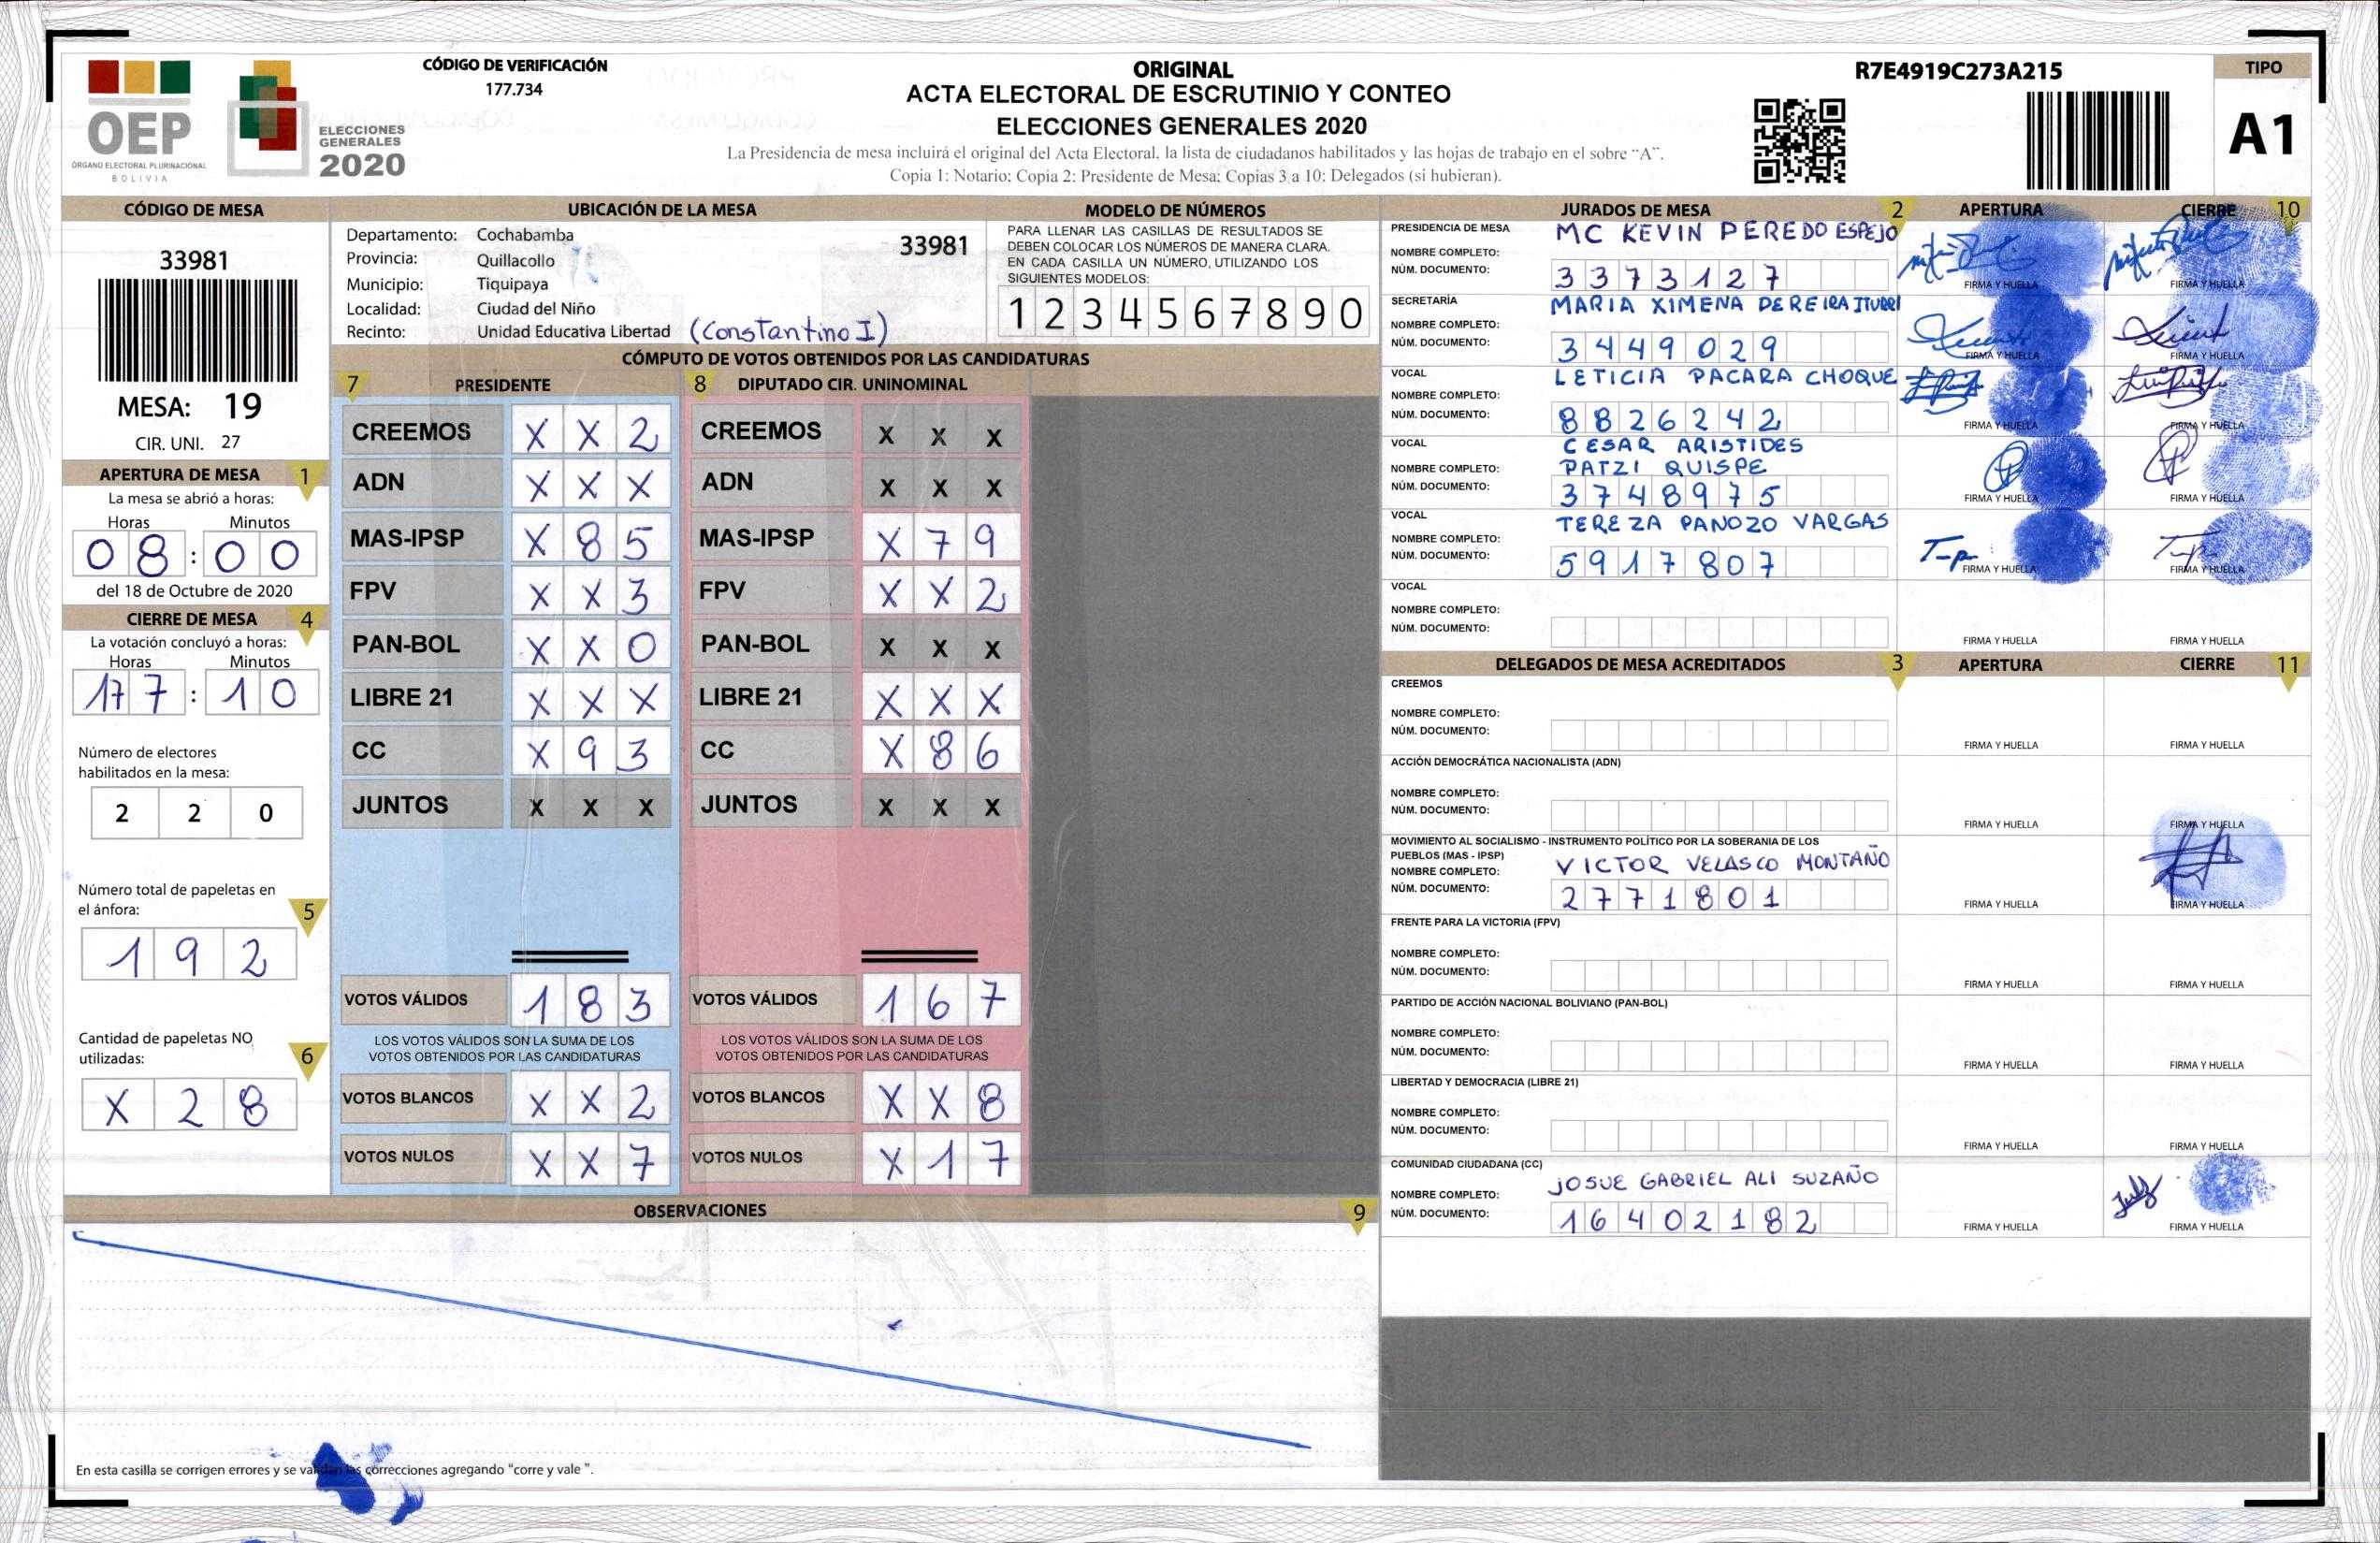 OEP
ÓRGANO ELECTORAL PLURINACIONAL
BOLIVIA
ELECCIONES
GENERALES
2020
CÓDIGO DE VERIFICACIÓN
177.734
ORIGINAL
ACTA ELECTORAL DE ESCRUTINIO Y CONTEO
ELECCIONES GENERALES 2020
La Presidencia de mesa incluirá el original del Acta Electoral, la lista de ciudadanos habilitados y las hojas de trabajo en el sobre "A".
Copia 1: Notario; Copia 2: Presidente de Mesa; Copias 3 a 10: Delegados (si hubieran).
R7E4919C273A215
TIPO
A1
CÓDIGO DE MESA
33981
MESA: 19
CIR. UNI. 27
APERTURA DE MESA 1
La mesa se abrió a horas:
Horas Minutos
08:00
del 18 de Octubre de 2020
CIERRE DE MESA 4
La votación concluyó a horas:
Horas Minutos
17:10
Número de electores
habilitados en la mesa:
2 2 0
Número total de papeletas en
el ánfora: 5
1 9 2
Cantidad de papeletas NO
utilizadas: 6
X 2 8
UBICACIÓN DE LA MESA
Departamento: Cochabamba
33981
Provincia: Quillacollo
Municipio: Tiquipaya
Localidad: Ciudad del Niño
Recinto: Unidad Educativa Libertad (Constantino I)
MODELO DE NÚMEROS
PARA LLENAR LAS CASILLAS DE RESULTADOS SE
DEBEN COLOCAR LOS NÚMEROS DE MANERA CLARA.
EN CADA CASILLA UN NÚMERO, UTILIZANDO LOS
SIGUIENTES MODELOS:
1 2 3 4 5 6 7 8 9 0
CÓMPUTO DE VOTOS OBTENIDOS POR LAS CANDIDATURAS
7 PRESIDENTE
CREEMOS X X 2
ADN X X X
MAS-IPSP X 8 5
FPV X X 3
PAN-BOL X X 0
LIBRE 21 X X X
CC X 9 3
JUNTOS X X X
VOTOS VÁLIDOS 1 8 3
LOS VOTOS VÁLIDOS SON LA SUMA DE LOS
VOTOS OBTENIDOS POR LAS CANDIDATURAS
VOTOS BLANCOS X X 2
VOTOS NULOS X X 7
8 DIPUTADO CIR. UNINOMINAL
CREEMOS X X X
ADN X X X
MAS-IPSP X 7 9
FPV X X 2
PAN-BOL X X X
LIBRE 21 X X X
CC X 8 6
JUNTOS X X X
VOTOS VÁLIDOS 1 6 7
LOS VOTOS VÁLIDOS SON LA SUMA DE LOS
VOTOS OBTENIDOS POR LAS CANDIDATURAS
VOTOS BLANCOS X X 8
VOTOS NULOS X 1 7
OBSERVACIONES 9
En esta casilla se corrigen errores y se validan las correcciones agregando "corre y vale".
JURADOS DE MESA 2 APERTURA CIERRE 10
PRESIDENCIA DE MESA
NOMBRE COMPLETO: MC KEVIN PEREDO ESPEJO
NÚM. DOCUMENTO: 3373127
FIRMA Y HUELLA FIRMA Y HUELLA
SECRETARÍA
NOMBRE COMPLETO: MARIA XIMENA PEREIRA ITURRI
NÚM. DOCUMENTO: 3449029
FIRMA Y HUELLA FIRMA Y HUELLA
VOCAL
NOMBRE COMPLETO: LETICIA PACARA CHOQUE
NÚM. DOCUMENTO: 8826242
FIRMA Y HUELLA FIRMA Y HUELLA
VOCAL CESAR ARISTIDES
NOMBRE COMPLETO: PATZI QUISPE
NÚM. DOCUMENTO: 3748975
FIRMA Y HUELLA FIRMA Y HUELLA
VOCAL
NOMBRE COMPLETO: TEREZA PANOZO VARGAS
NÚM. DOCUMENTO: 5917807
FIRMA Y HUELLA FIRMA Y HUELLA
VOCAL
NOMBRE COMPLETO:
NÚM. DOCUMENTO:
FIRMA Y HUELLA FIRMA Y HUELLA
DELEGADOS DE MESA ACREDITADOS 3 APERTURA CIERRE 11
CREEMOS
NOMBRE COMPLETO:
NÚM. DOCUMENTO:
FIRMA Y HUELLA FIRMA Y HUELLA
ACCIÓN DEMOCRÁTICA NACIONALISTA (ADN)
NOMBRE COMPLETO:
NÚM. DOCUMENTO:
FIRMA Y HUELLA FIRMA Y HUELLA
MOVIMIENTO AL SOCIALISMO - INSTRUMENTO POLÍTICO POR LA SOBERANIA DE LOS
PUEBLOS (MAS - IPSP)
NOMBRE COMPLETO: VICTOR VELASCO MONTAÑO
NÚM. DOCUMENTO: 2771801
FIRMA Y HUELLA FIRMA Y HUELLA
FRENTE PARA LA VICTORIA (FPV)
NOMBRE COMPLETO:
NÚM. DOCUMENTO:
FIRMA Y HUELLA FIRMA Y HUELLA
PARTIDO DE ACCIÓN NACIONAL BOLIVIANO (PAN-BOL)
NOMBRE COMPLETO:
NÚM. DOCUMENTO:
FIRMA Y HUELLA FIRMA Y HUELLA
LIBERTAD Y DEMOCRACIA (LIBRE 21)
NOMBRE COMPLETO:
NÚM. DOCUMENTO:
FIRMA Y HUELLA FIRMA Y HUELLA
COMUNIDAD CIUDADANA (CC)
NOMBRE COMPLETO: JOSUE GABRIEL ALI SUZAÑO
NÚM. DOCUMENTO: 16402182
FIRMA Y HUELLA FIRMA Y HUELLA